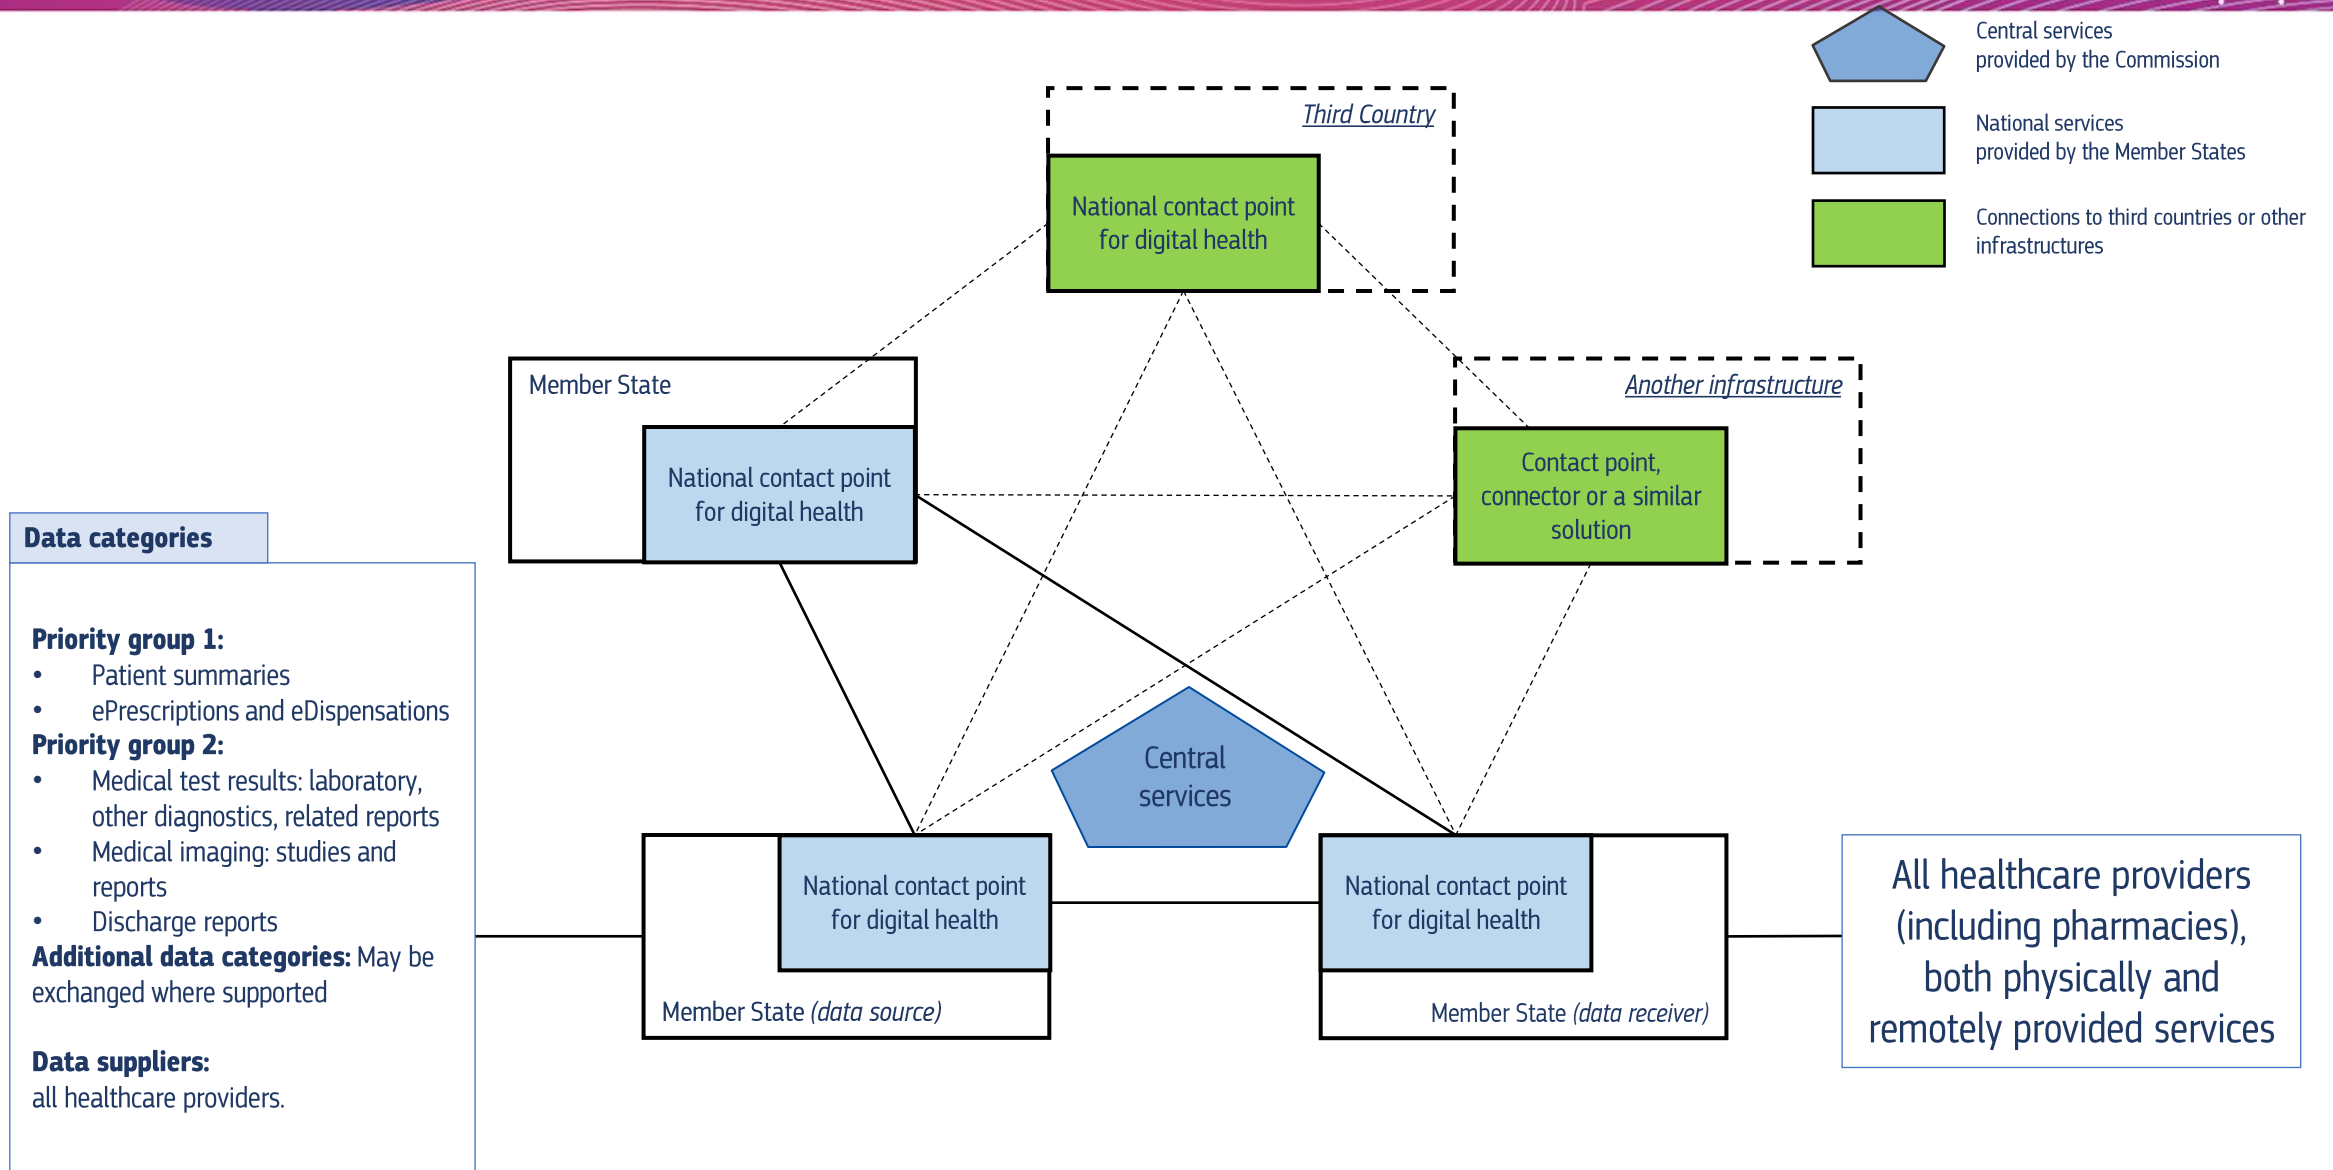 Central services
provided by the Commission
National services
provided by the Member States
Connections to third countries or other
infrastructures
Third Country
National contact point
for digital health
Member State
National contact point
for digital health
Another infrastructure
Contact point,
connector or a similar
solution
Data categories
Priority group 1:
• Patient summaries
• ePrescriptions and eDispensations
Priority group 2:
• Medical test results: laboratory,
other diagnostics, related reports
• Medical imaging: studies and
reports
• Discharge reports
Additional data categories: May be
exchanged where supported
Data suppliers:
all healthcare providers.
Central
services
National contact point
for digital health
Member State (data source)
National contact point
for digital health
Member State (data receiver)
All healthcare providers
(including pharmacies),
both physically and
remotely provided services